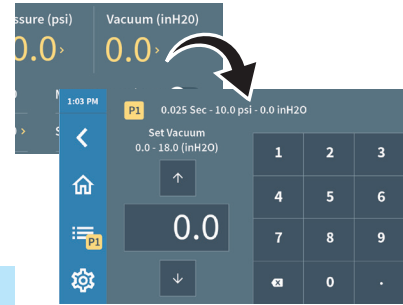 ssure (psi) Vacuum (inH20)
0.0› 0.0›
1:03 PM
P1 0.025 Sec - 10.0 psi - 0.0 inH2O
Set Vacuum
0.0 - 18.0 (inH2O)
0.0
P1
1 2 3
4 5 6
7 8 9
0 .